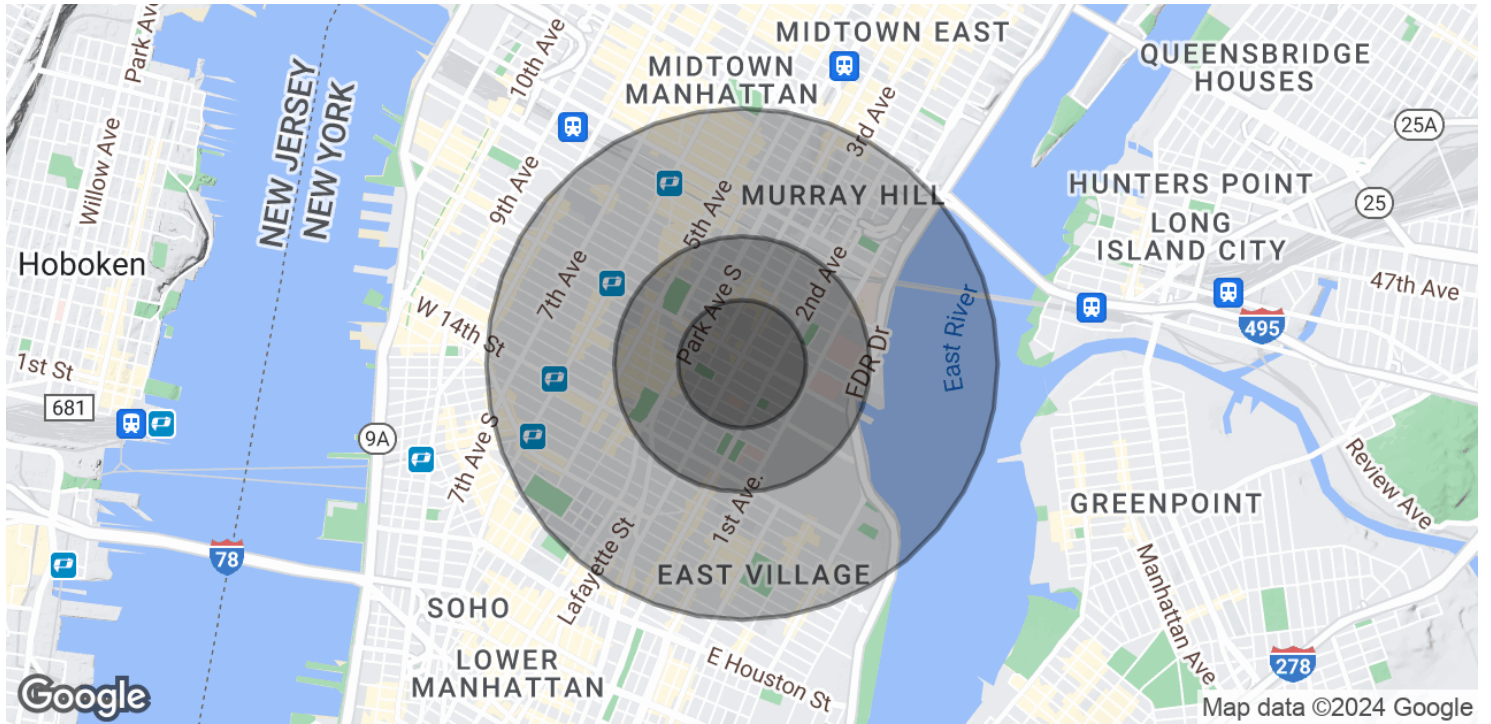 Park Ave
10th Ave
MIDTOWN EAST
MIDTOWN
MANHATTAN
QUEENSBRIDGE
HOUSES
25A
3rd Ave
NEW JERSEY
NEW YORK
Willow Ave
9th Ave
5th Ave
MURRAY HILL
HUNTERS POINT
25
LONG
ISLAND CITY
Hoboken
7th Ave
Park Ave S
2nd Ave
47th Ave
W 14th St
495
East River
FDR Dr
1st St
681
9A
7th Ave S
Review Ave
1st Ave.
GREENPOINT
78
Lafayette St
EAST VILLAGE
Manhattan Ave
SOHO
LOWER
MANHATTAN
E Houston St
278
Google
Map data ©2024 Google